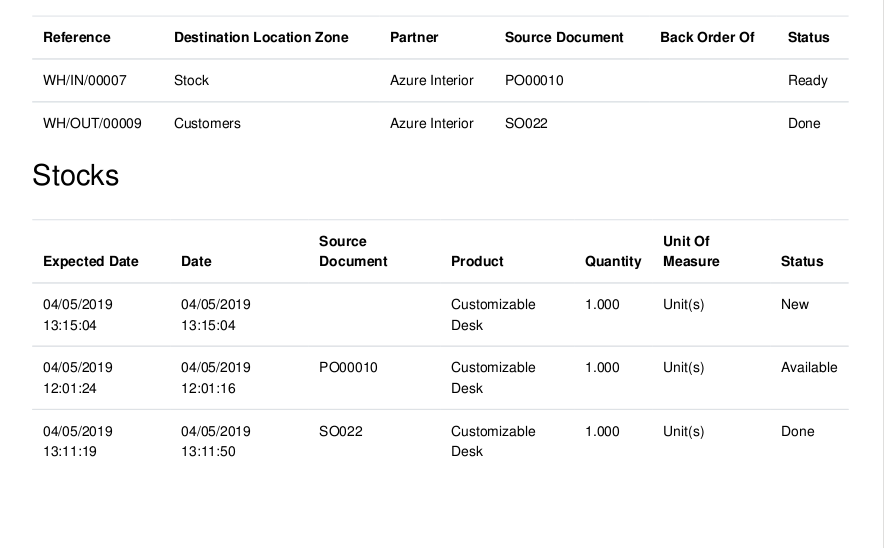 Reference Destination Location Zone Partner Source Document Back Order Of Status
WH/IN/00007 Stock Azure Interior PO00010 Ready
WH/OUT/00009 Customers Azure Interior SO022 Done
Stocks
Source Unit Of
Expected Date Date Document Product Quantity Measure Status
04/05/2019 04/05/2019 Customizable 1.000 Unit(s) New
13:15:04 13:15:04 Desk
04/05/2019 04/05/2019 PO00010 Customizable 1.000 Unit(s) Available
12:01:24 12:01:16 Desk
04/05/2019 04/05/2019 SO022 Customizable 1.000 Unit(s) Done
13:11:19 13:11:50 Desk